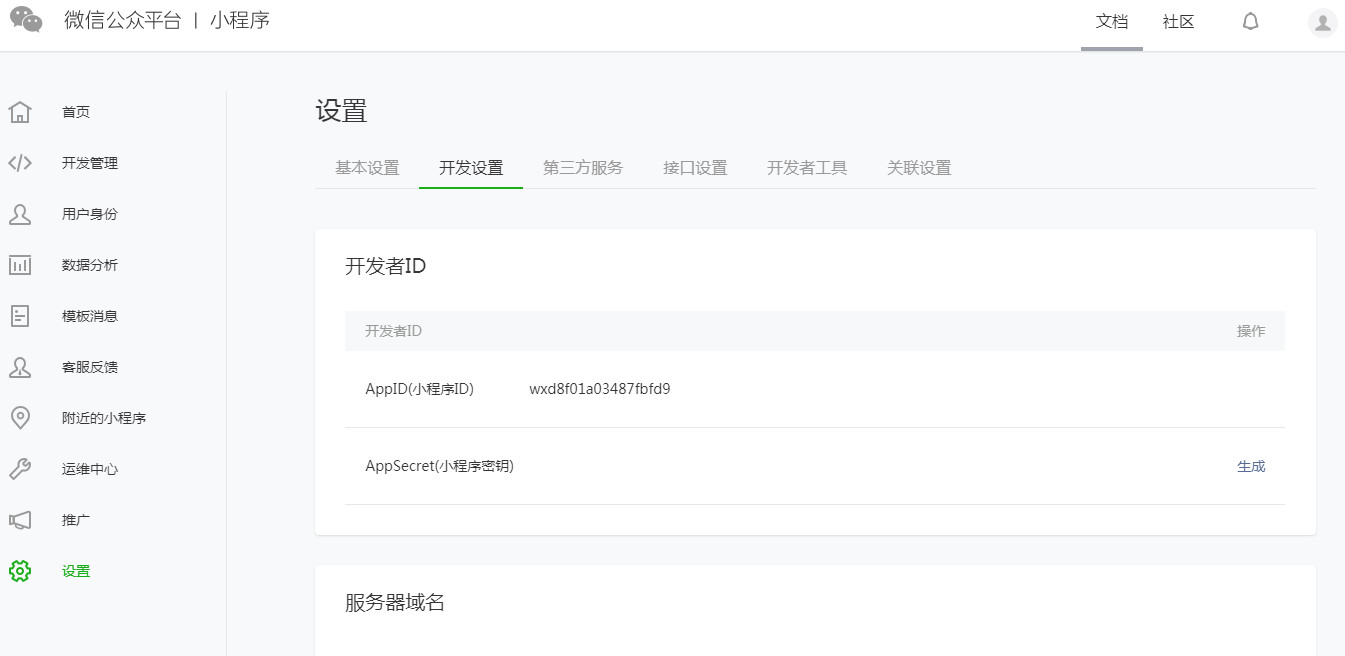 微信公众平台 | 小程序
文档 社区
首页
开发管理
用户身份
数据分析
模板消息
客服反馈
附近的小程序
运维中心
推广
设置
设置
基本设置 开发设置 第三方服务 接口设置 开发者工具 关联设置
开发者ID
开发者ID 操作
AppID(小程序ID) wxd8f01a03487fbfd9
AppSecret(小程序密钥) 生成
服务器域名